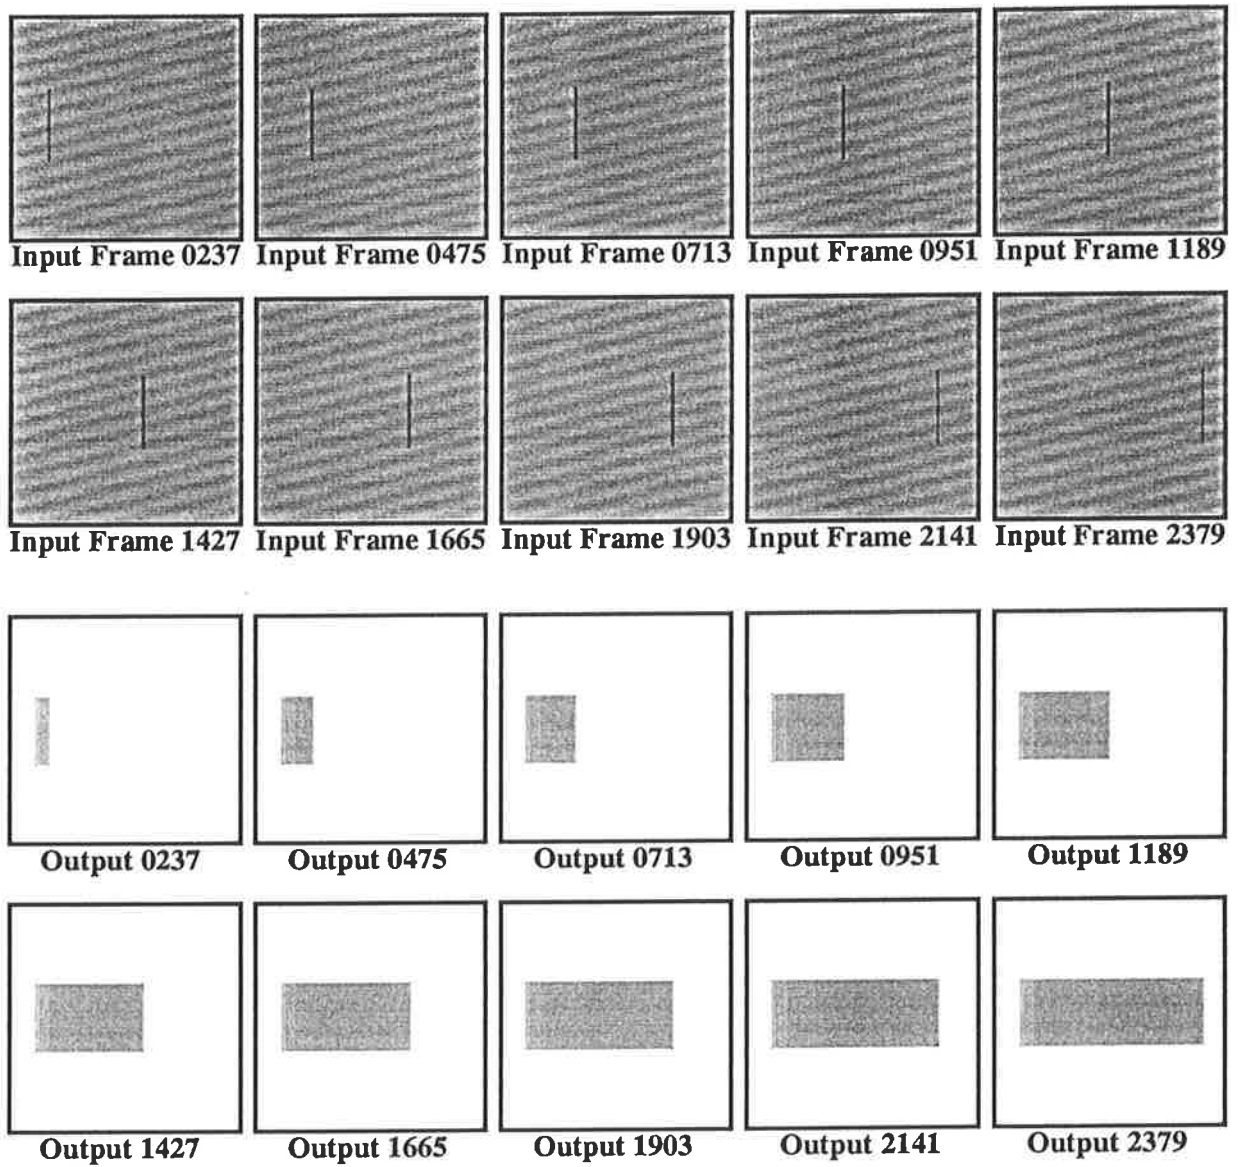 Input Frame 0237 Input Frame 0475 Input Frame 0713 Input Frame 0951 Input Frame 1189
Input Frame 1427 Input Frame 1665 Input Frame 1903 Input Frame 2141 Input Frame 2379
Output 0237 Output 0475 Output 0713 Output 0951 Output 1189
Output 1427 Output 1665 Output 1903 Output 2141 Output 2379